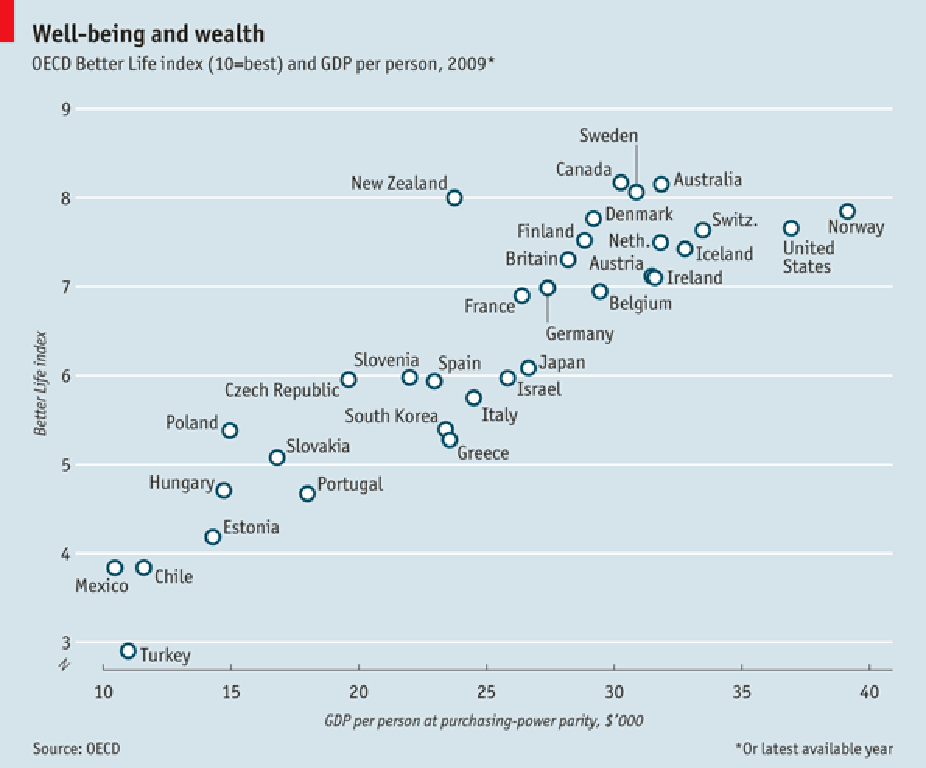 Well-being and wealth
OECD Better Life index (10=best) and GDP per person, 2009*
9
Sweden
Canada
Australia
New Zealand
8
Denmark
Switz.
Finland
Neth.
Norway
Britain
Austria
Iceland
United
States
7
Ireland
France
Belgium
Germany
Better Life index
Slovenia
Spain
Japan
6
Czech Republic
Israel
South Korea
Italy
Poland
Slovakia
Greece
5
Hungary
Portugal
Estonia
4
Mexico
Chile
3
Turkey
10 15 20 25 30 35 40
GDP per person at purchasing-power parity, $'000
Source: OECD
*Or latest available year